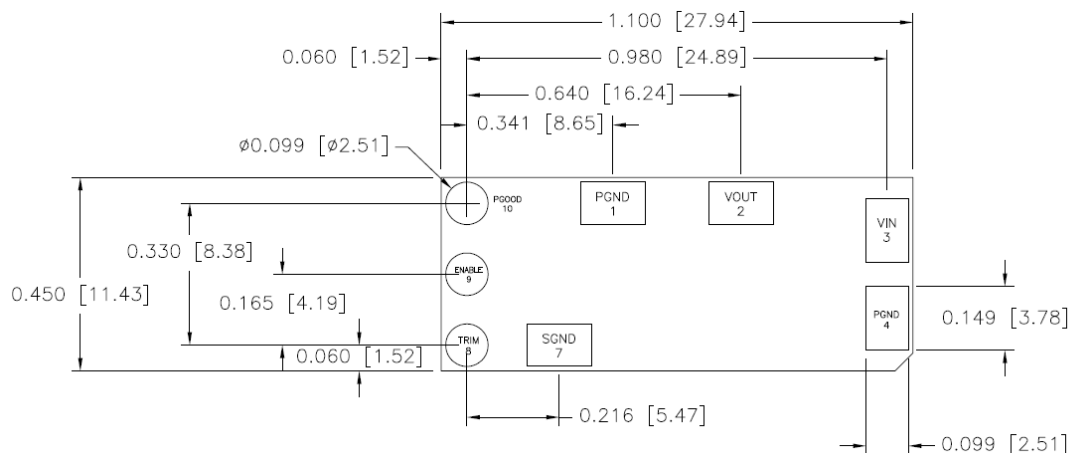 1.100 [27.94]
0.060 [1.52]
0.980 [24.89]
0.640 [16.24]
0.341 [8.65]
ø0.099 [ø2.51]
PGOOD
10
PGND
1
VOUT
2
VIN
3
0.330 [8.38]
ENABLE
9
0.450 [11.43]
0.165 [4.19]
PGND
4
0.149 [3.78]
TRIM
8
SGND
7
0.060 [1.52]
0.216 [5.47]
0.099 [2.51]